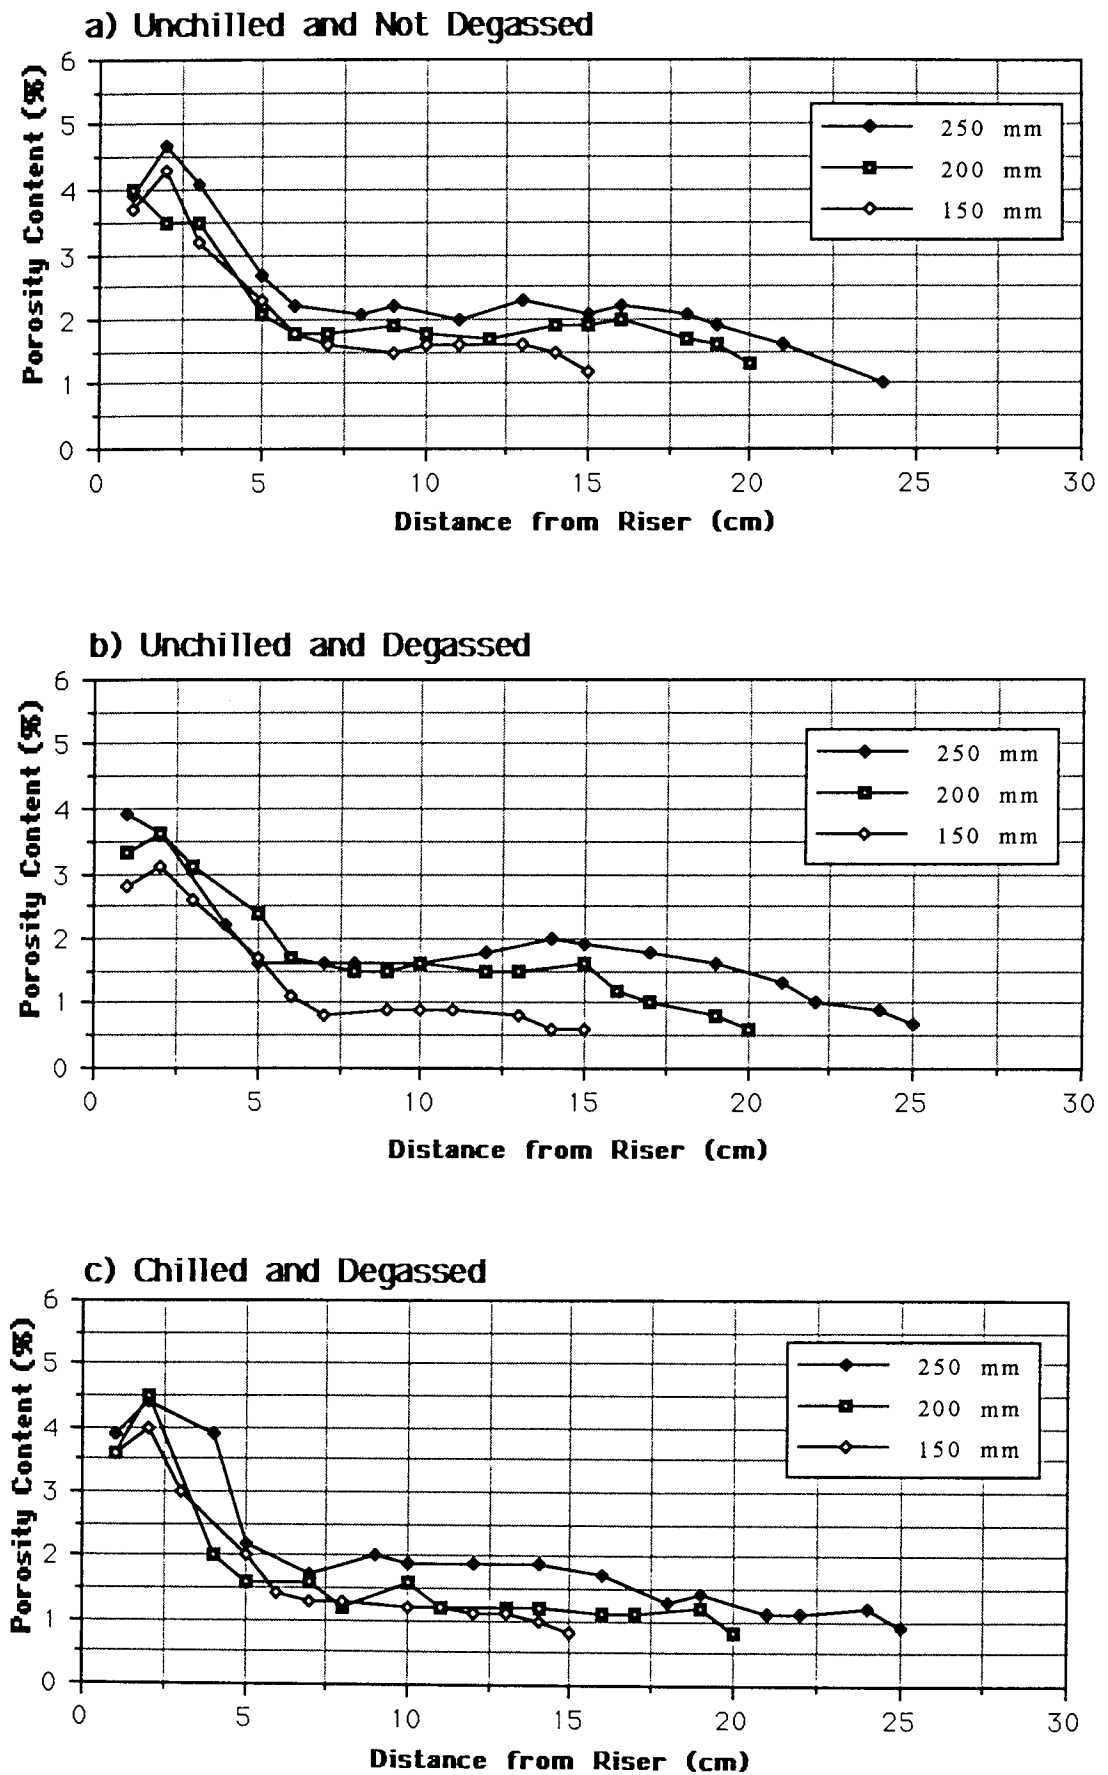 a) Unchilled and Not Degassed
Porosity Content (%)
6
5
4
3
2
1
0
250 mm
200 mm
150 mm
0 5 10 15 20 25 30
Distance from Riser (cm)
b) Unchilled and Degassed
Porosity Content (%)
6
5
4
3
2
1
0
250 mm
200 mm
150 mm
0 5 10 15 20 25 30
Distance from Riser (cm)
c) Chilled and Degassed
Porosity Content (%)
6
5
4
3
2
1
0
250 mm
200 mm
150 mm
0 5 10 15 20 25 30
Distance from Riser (cm)